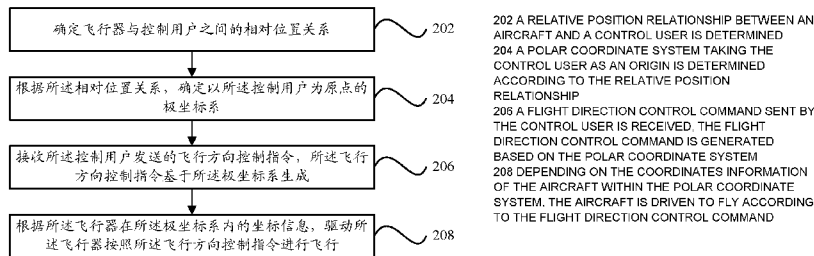 确定飞行器与控制用户之间的相对位置关系
202
根据所述相对位置关系，确定以所述控制用户为原点的
极坐标系
204
接收所述控制用户发送的飞行方向控制指令，所述飞行
方向控制指令基于所述极坐标系生成
206
根据所述飞行器在所述极坐标系内的坐标信息，驱动所
述飞行器按照所述飞行方向控制指令进行飞行
208
202 A RELATIVE POSITION RELATIONSHIP BETWEEN AN
AIRCRAFT AND A CONTROL USER IS DETERMINED
204 A POLAR COORDINATE SYSTEM TAKING THE
CONTROL USER AS AN ORIGIN IS DETERMINED
ACCORDING TO THE RELATIVE POSITION
RELATIONSHIP
206 A FLIGHT DIRECTION CONTROL COMMAND SENT BY
THE CONTROL USER IS RECEIVED, THE FLIGHT
DIRECTION CONTROL COMMAND IS GENERATED
BASED ON THE POLAR COORDINATE SYSTEM
208 DEPENDING ON THE COORDINATES INFORMATION
OF THE AIRCRAFT WITHIN THE POLAR COORDINATE
SYSTEM, THE AIRCRAFT IS DRIVEN TO FLY ACCORDING
TO THE FLIGHT DIRECTION CONTROL COMMAND